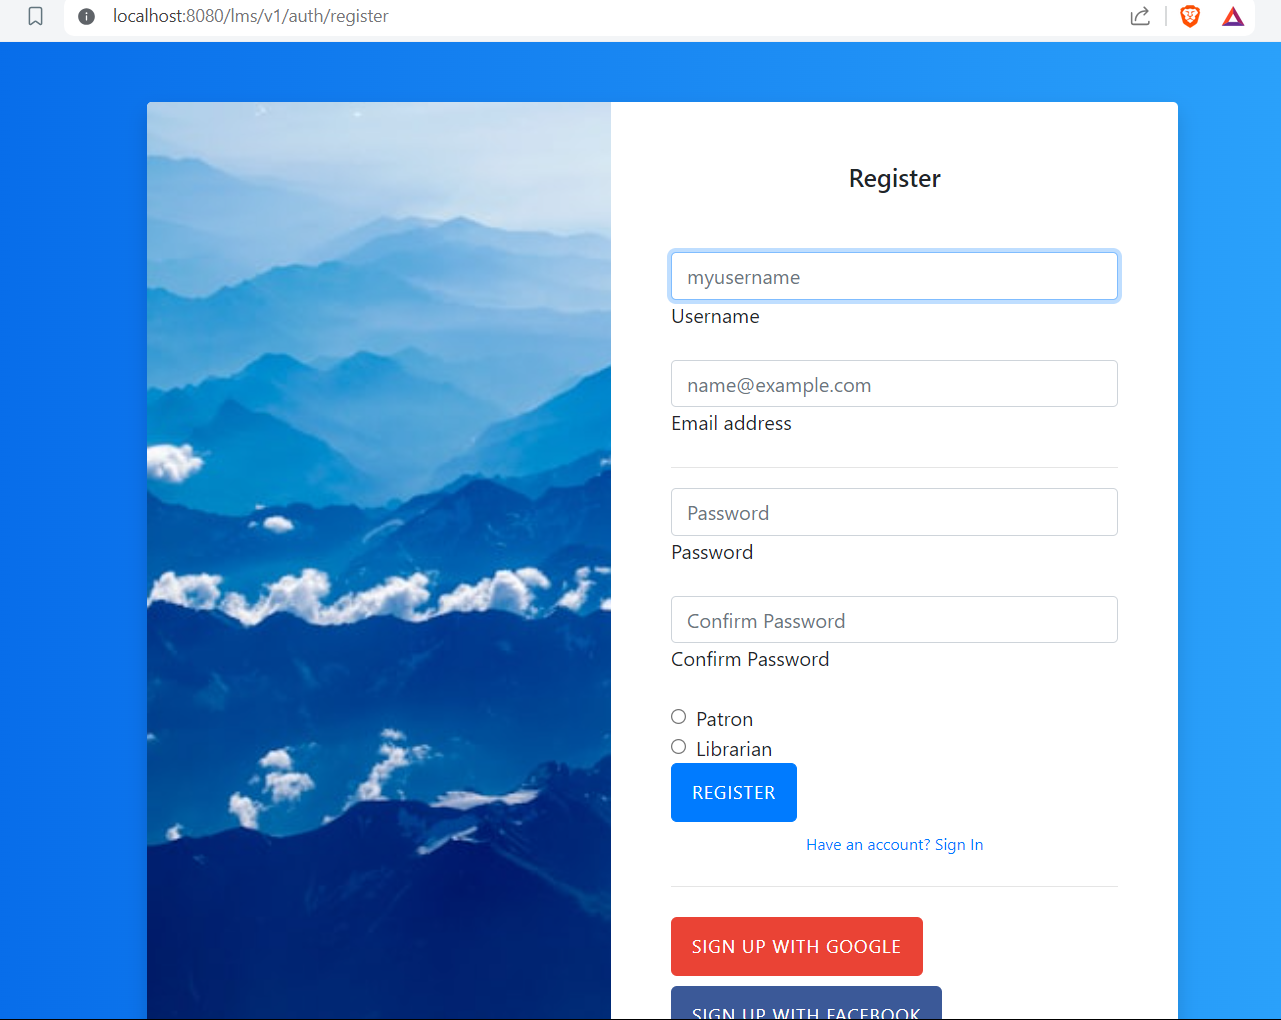 localhost:8080/lms/v1/auth/register
Register
myusername
Username
name@example.com
Email address
Password
Password
Confirm Password
Confirm Password
Patron
Librarian
REGISTER
Have an account? Sign In
SIGN UP WITH GOOGLE
SIGN UP WITH FACEBOOK